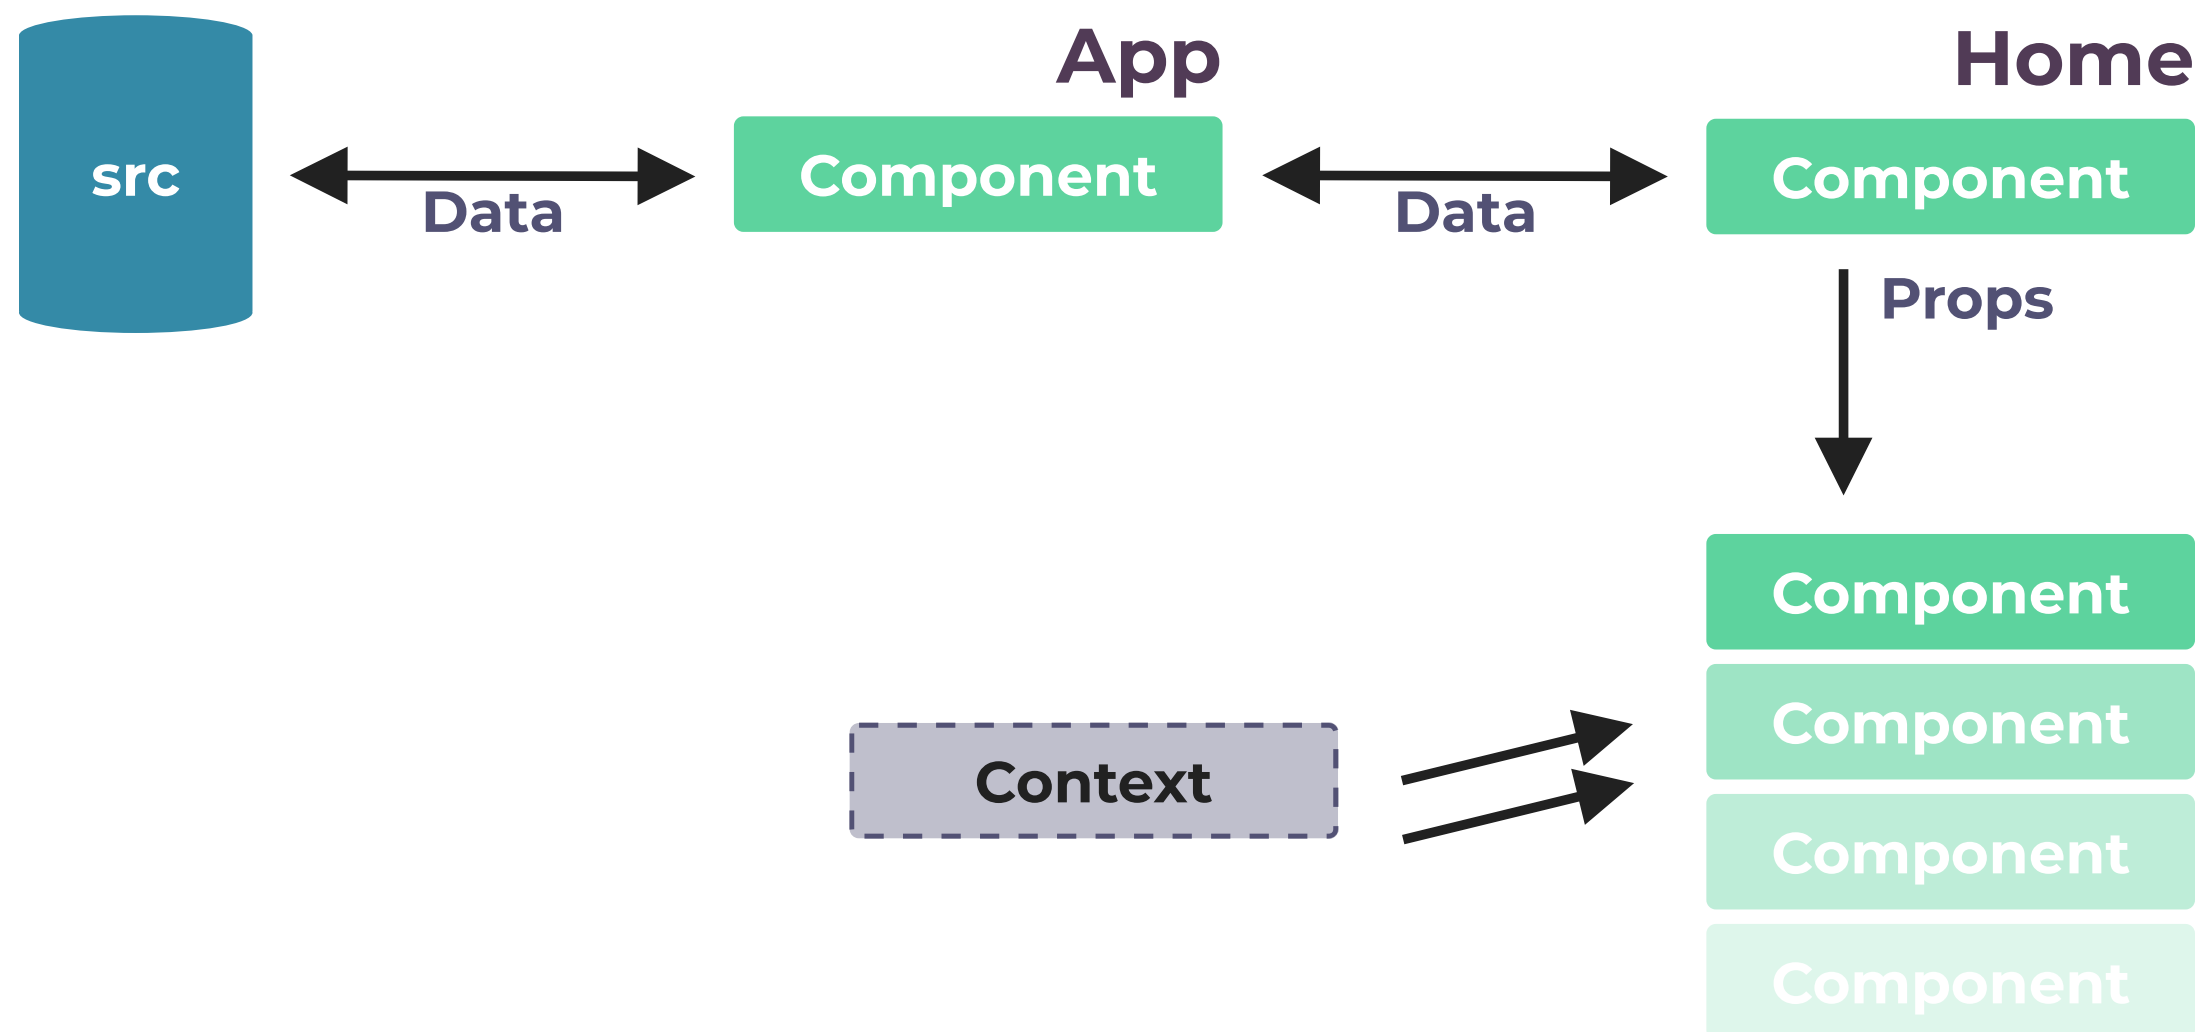 App
Home
src
Data
Component
Data
Component
Props
Component
Component
Context
Component
Component